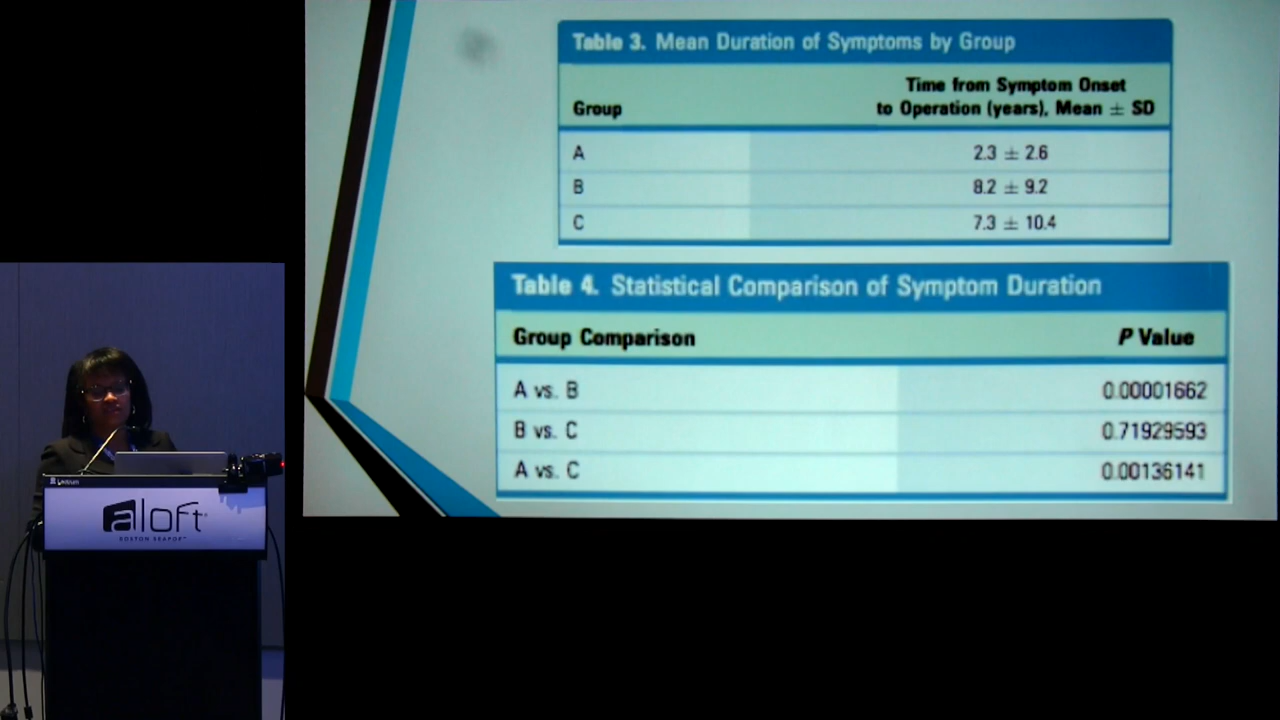 Table 3. Mean Duration of Symptoms by Group
Time from Symptom Onset
Group to Operation (years), Mean ± SD
A 2.3 ± 2.6
B 8.2 ± 9.2
C 7.3 ± 10.4
Table 4. Statistical Comparison of Symptom Duration
Group Comparison P Value
A vs. B 0.00001662
B vs. C 0.71929593
A vs. C 0.00136141
aloft
BOSTON SEAPORT